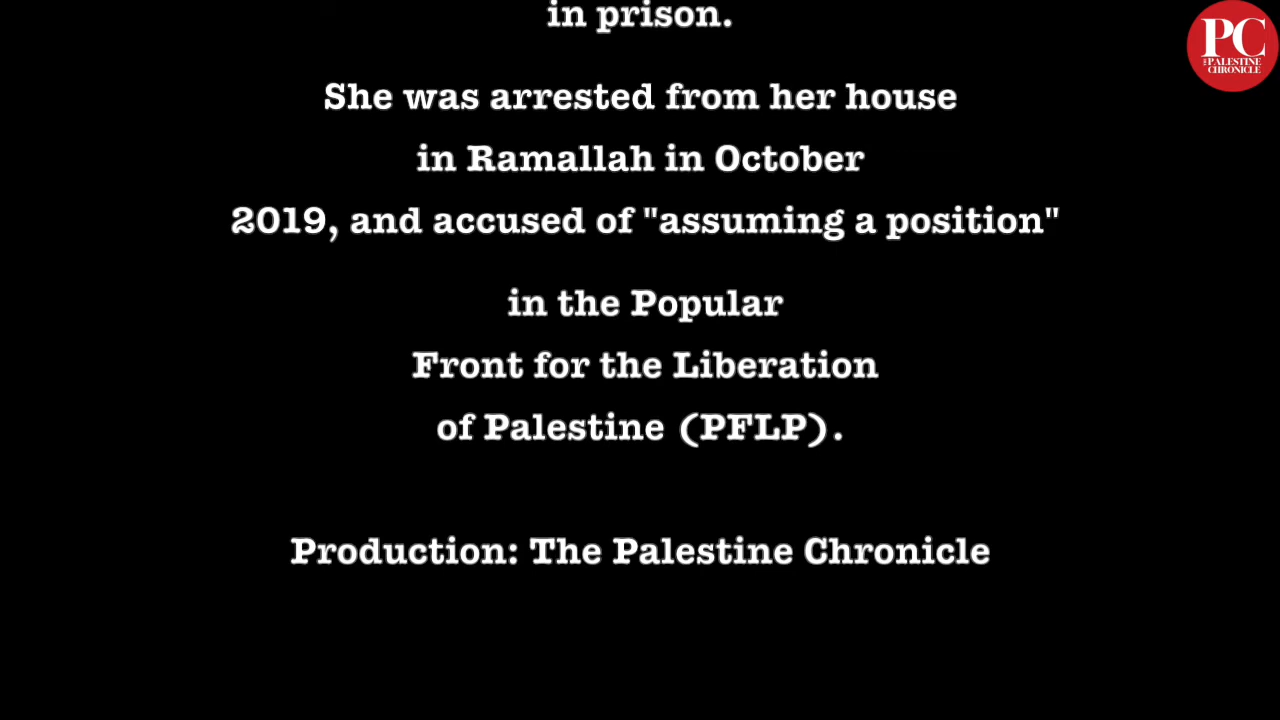 in prison.
She was arrested from her house
in Ramallah in October
2019, and accused of "assuming a position"
in the Popular
Front for the Liberation
of Palestine (PFLP).
Production: The Palestine Chronicle
PC
THE PALESTINE
CHRONICLE